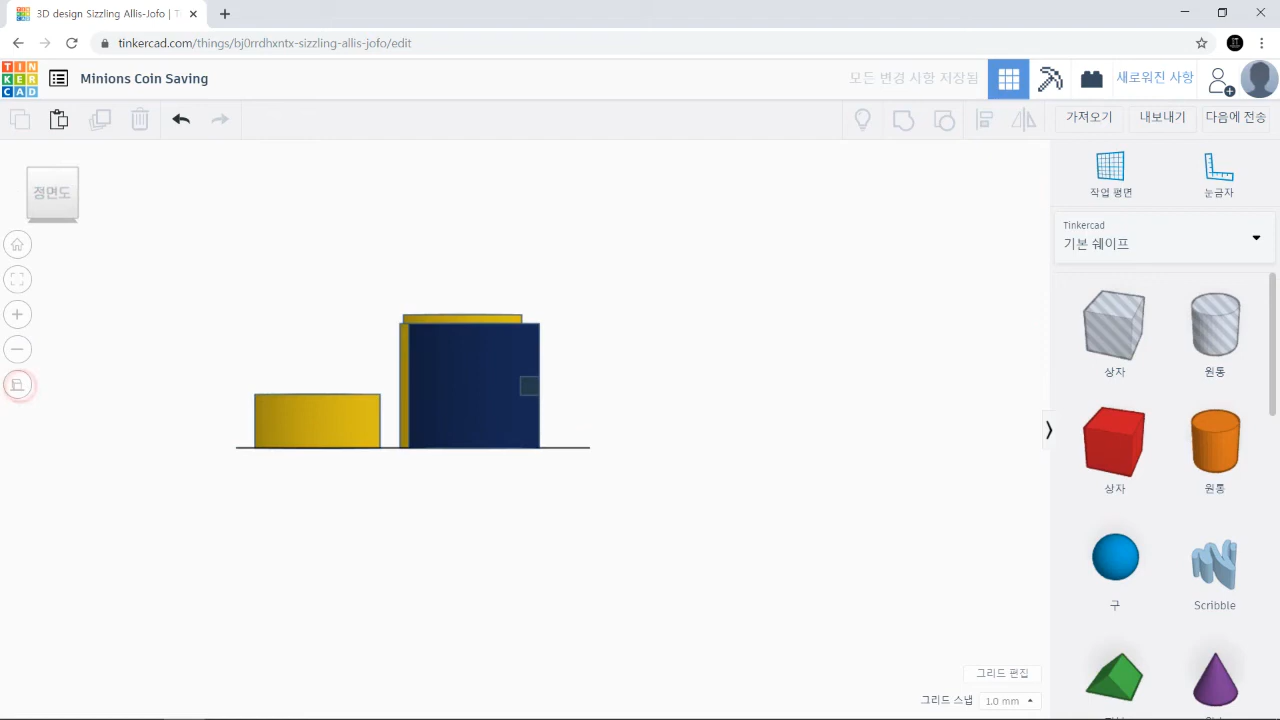 3D design Sizzling Allis-Jofo | T
tinkercad.com/things/bj0rrdhxntx-sizzling-allis-jofo/edit
TIN
KER
CAD
Minions Coin Saving
모든 변경 사항 저장됨
새로워진 사항
가져오기
내보내기
다음에 전송
정면도
작업 평면
눈금자
Tinkercad
기본 쉐이프
상자
원통
상자
원통
구
Scribble
그리드 편집
그리드 스냅
1.0 mm